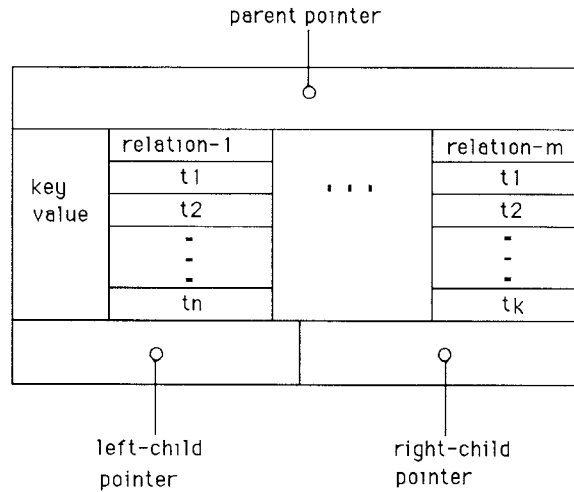 parent pointer
relation-1
relation-m
key
value
t1
t2
tn
...
t1
t2
tk
left-child
pointer
right-child
pointer